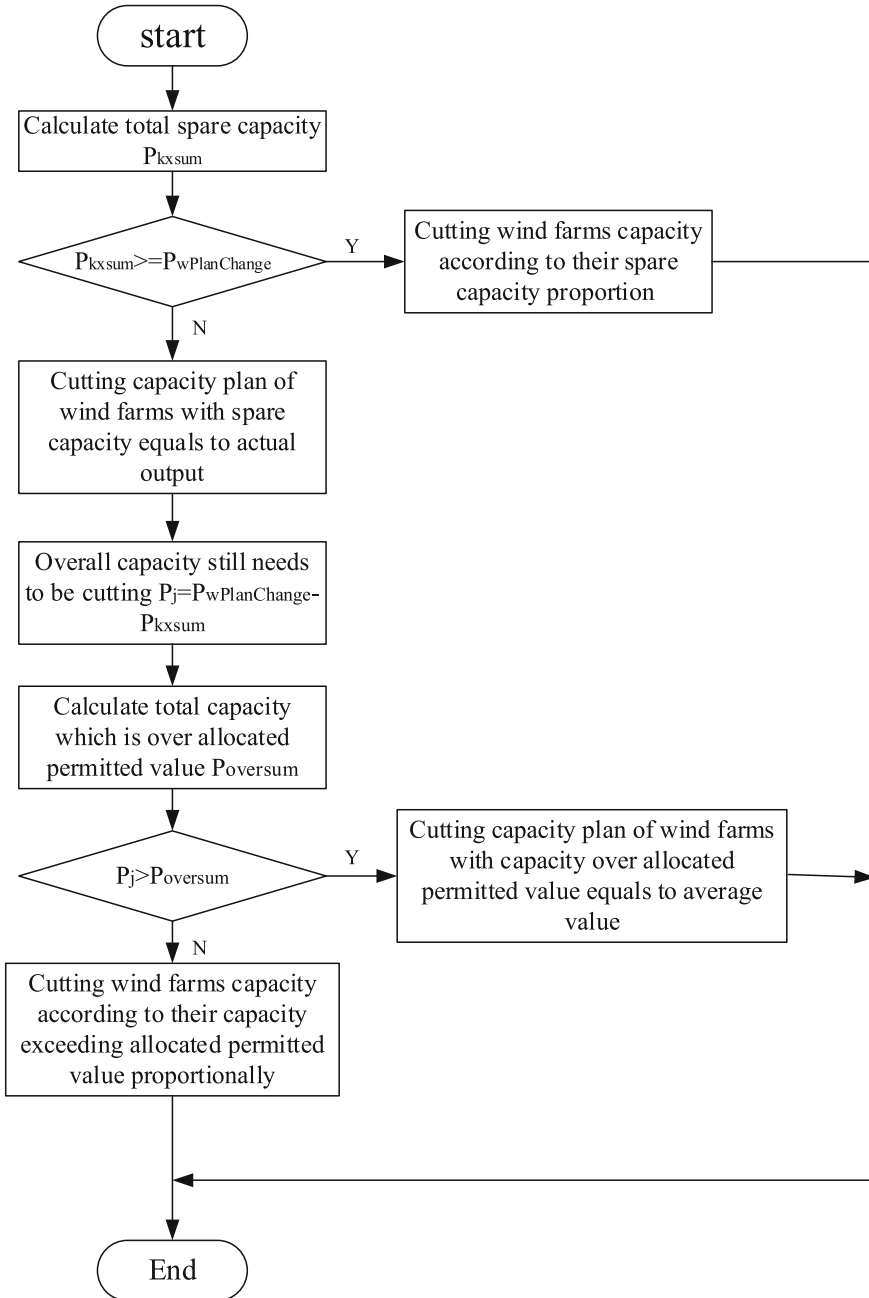 start
Calculate total spare capacity
Pkxsum
Pkxsum>=PwPlanChange
Y
Cutting wind farms capacity
according to their spare
capacity proportion
N
Cutting capacity plan of
wind farms with spare
capacity equals to actual
output
Overall capacity still needs
to be cutting Pj=PwPlanChange-
Pkxsum
Calculate total capacity
which is over allocated
permitted value Poversum
Pj>Poversum
Y
Cutting capacity plan of wind farms
with capacity over allocated
permitted value equals to average
value
N
Cutting wind farms capacity
according to their capacity
exceeding allocated permitted
value proportionally
End